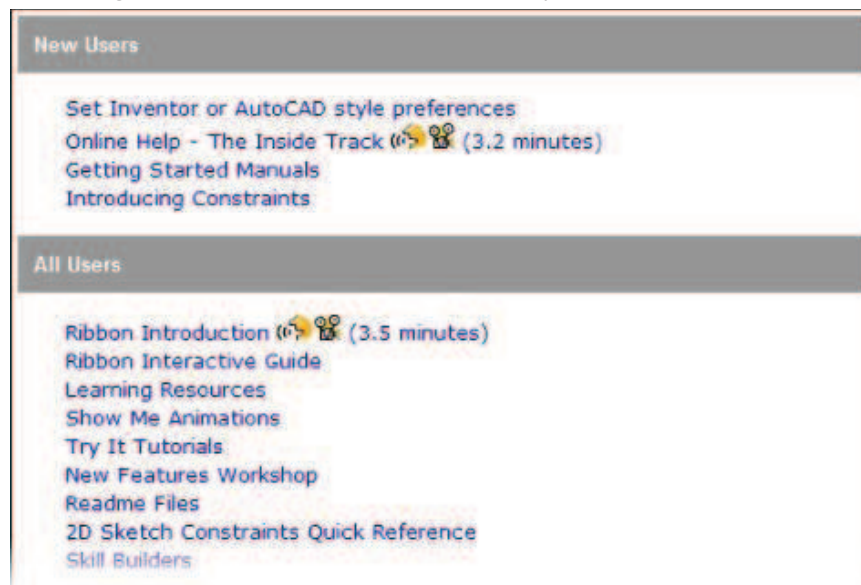 New Users
Set Inventor or AutoCAD style preferences
Online Help - The Inside Track (3.2 minutes)
Getting Started Manuals
Introducing Constraints
All Users
Ribbon Introduction (3.5 minutes)
Ribbon Interactive Guide
Learning Resources
Show Me Animations
Try It Tutorials
New Features Workshop
Readme Files
2D Sketch Constraints Quick Reference
Skill Builders